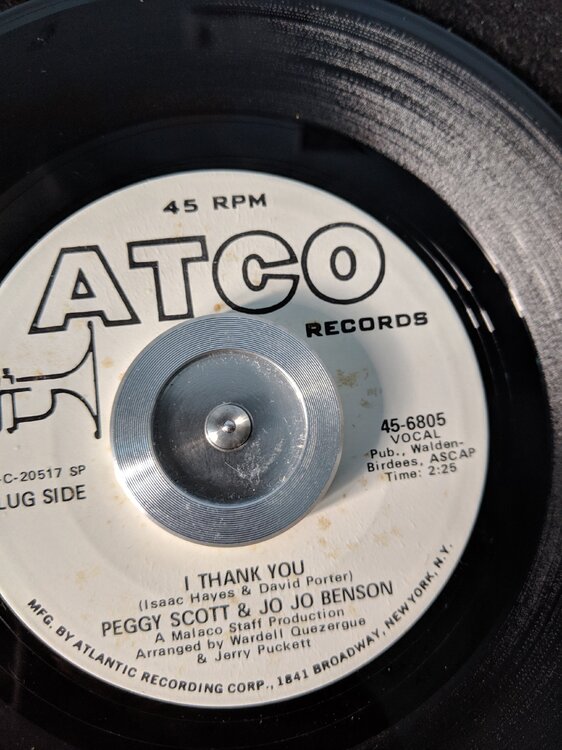 45 RPM
ATCO
RECORDS
45-6805
VOCAL
Pub., Walden-
Birdees, ASCAP
Time: 2:25
-C-20517 SP
LUG SIDE
I THANK YOU
(Isaac Hayes & David Porter)
PEGGY SCOTT & JO JO BENSON
A Malaco Staff Production
Arranged by Wardell Quezergue
& Jerry Puckett
MFG. BY ATLANTIC RECORDING CORP., 1841 BROADWAY, NEW YORK, N.Y.